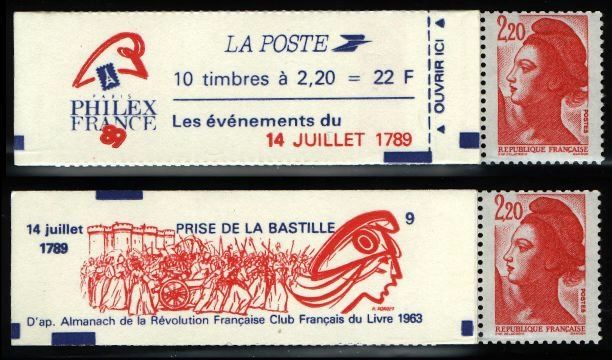 LA POSTE
10 timbres à 2,20 = 22 F
PARIS
PHILEX
FRANCE
89
Les événements du
14 JUILLET 1789
OUVRIR ICI
2,20
POSTES
REPUBLIQUE FRANÇAISE
14 juillet
1789
PRISE DE LA BASTILLE
9
D'ap. Almanach de la Révolution Française Club Français du Livre 1963
2,20
POSTES
REPUBLIQUE FRANÇAISE